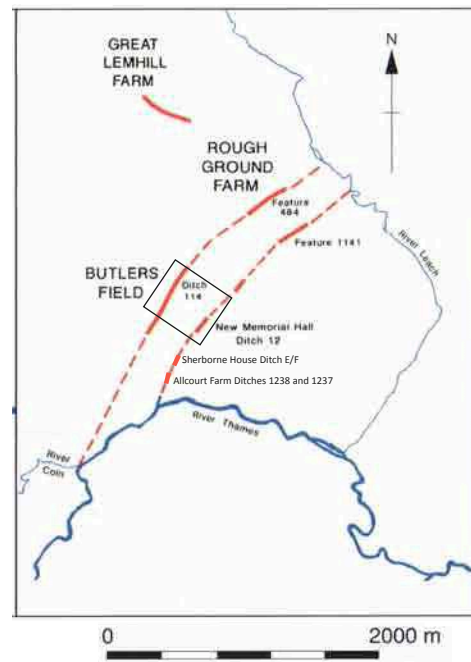 GREAT
LEMHILL
FARM
N
ROUGH
GROUND
FARM
Feature
484
Feature 1141
River Leach
BUTLERS
FIELD
Ditch
114
New Memorial Hall
Ditch 12
Sherborne House Ditch E/F
Allcourt Farm Ditches 1238 and 1237
River Thames
River
Coln
0
2000 m